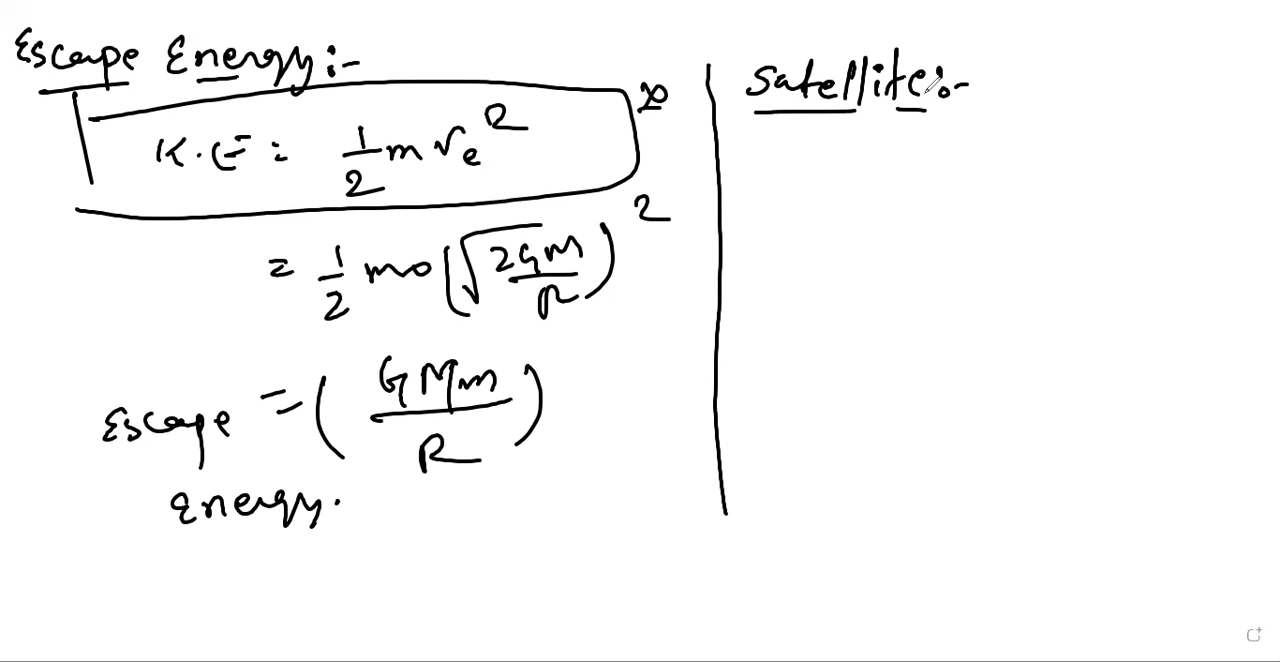 Escape Energy:-
K.E = 1/2 m ve^2
= 1/2 mo (√2GM/R)^2
Escape = (GMm/R)
energy.
Satellite:-